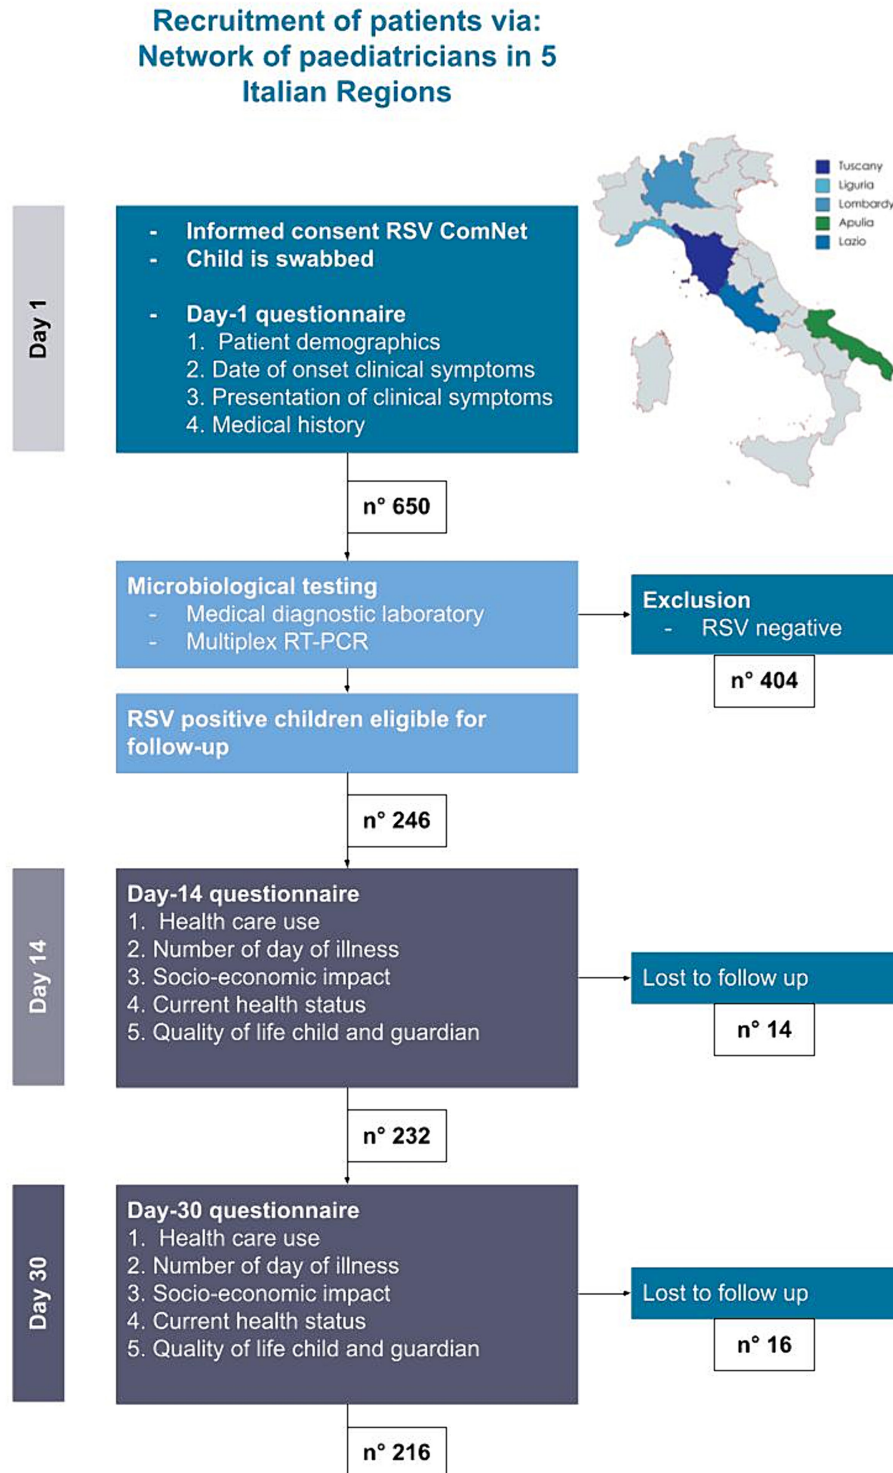 Recruitment of patients via:
Network of paediatricians in 5
Italian Regions
Tuscany
Liguria
Lombardy
Apulia
Lazio
Day 1
- Informed consent RSV ComNet
- Child is swabbed
- Day-1 questionnaire
1. Patient demographics
2. Date of onset clinical symptoms
3. Presentation of clinical symptoms
4. Medical history
n° 650
Microbiological testing
- Medical diagnostic laboratory
- Multiplex RT-PCR
Exclusion
- RSV negative
n° 404
RSV positive children eligible for
follow-up
n° 246
Day 14
Day-14 questionnaire
1. Health care use
2. Number of day of illness
3. Socio-economic impact
4. Current health status
5. Quality of life child and guardian
Lost to follow up
n° 14
n° 232
Day 30
Day-30 questionnaire
1. Health care use
2. Number of day of illness
3. Socio-economic impact
4. Current health status
5. Quality of life child and guardian
Lost to follow up
n° 16
n° 216